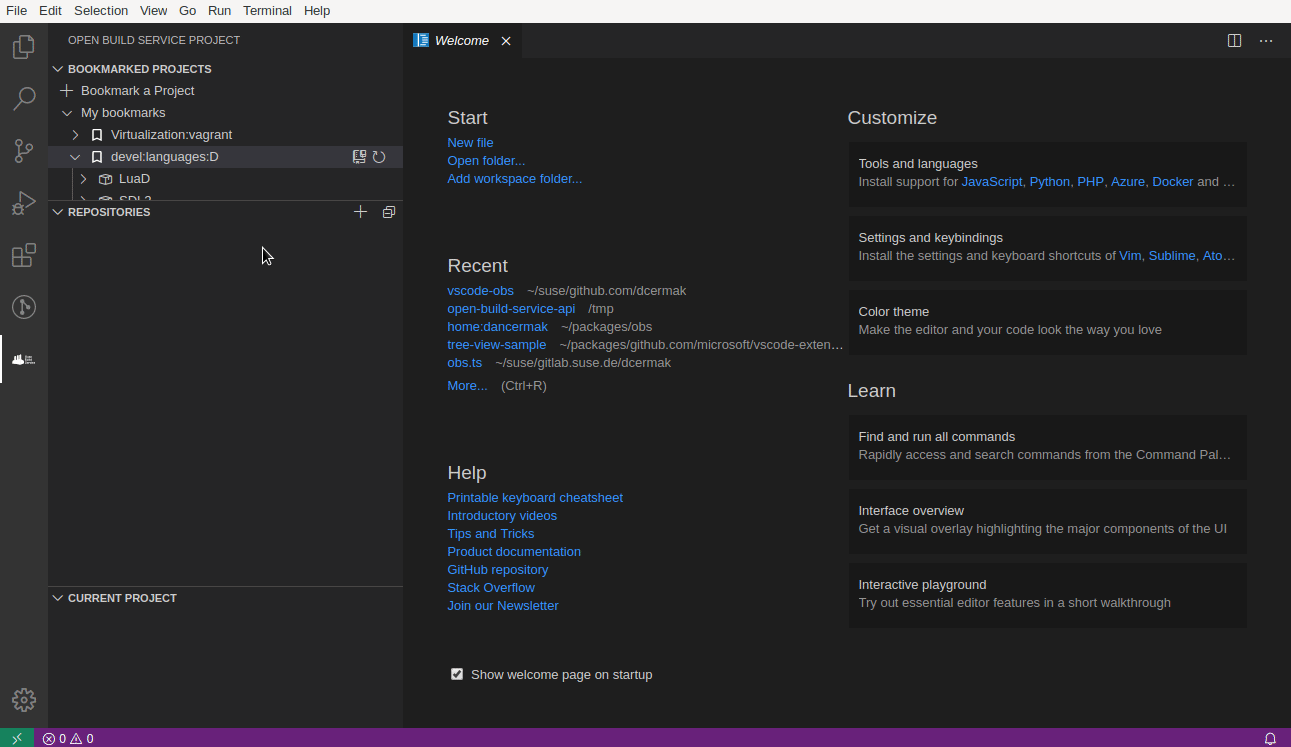 File Edit Selection View Go Run Terminal Help
OPEN BUILD SERVICE PROJECT
BOOKMARKED PROJECTS
Bookmark a Project
My bookmarks
Virtualization:vagrant
devel:languages:D
LuaD
REPOSITORIES
CURRENT PROJECT
Welcome
Start
New file
Open folder...
Add workspace folder...
Recent
vscode-obs ~/suse/github.com/dcermak
open-build-service-api /tmp
home:dancermak ~/packages/obs
tree-view-sample ~/packages/github.com/microsoft/vscode-exten...
obs.ts ~/suse/gitlab.suse.de/dcermak
More... (Ctrl+R)
Help
Printable keyboard cheatsheet
Introductory videos
Tips and Tricks
Product documentation
GitHub repository
Stack Overflow
Join our Newsletter
Show welcome page on startup
Customize
Tools and languages
Install support for JavaScript, Python, PHP, Azure, Docker and ...
Settings and keybindings
Install the settings and keyboard shortcuts of Vim, Sublime, Ato...
Color theme
Make the editor and your code look the way you love
Learn
Find and run all commands
Rapidly access and search commands from the Command Pal...
Interface overview
Get a visual overlay highlighting the major components of the UI
Interactive playground
Try out essential editor features in a short walkthrough
0 0